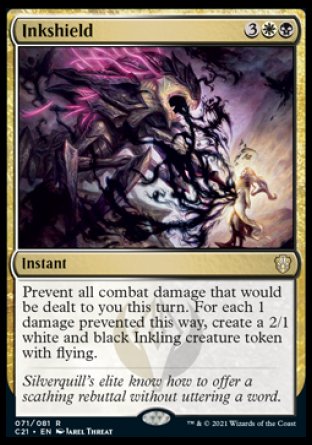 Inkshield 3
Instant
Prevent all combat damage that would
be dealt to you this turn. For each 1
damage prevented this way, create a 2/1
white and black Inkling creature token
with flying.
Silverquill's elite know how to offer a
scathing rebuttal without uttering a word.
071/081 R
C21 • EN JAREL THREAT
™ & © 2021 Wizards of the Coast